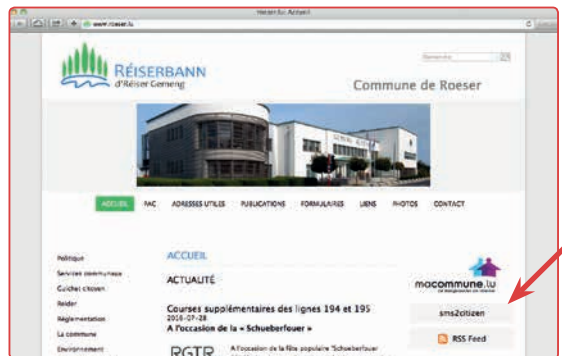 roeser.lu Accueil
www.roeser.lu
RÉISERBANN
d'Réiser Gemeng
Recherche
Commune de Roeser
ACCUEIL PAC ADRESSES UTILES PUBLICATIONS FORMULAIRES LIENS PHOTOS CONTACT
Politique
Services communaux
Guichet citoyen
Reider
Réglementation
La commune
Environnement
ACCUEIL
ACTUALITÉ
Courses supplémentaires des lignes 194 et 195
2016-07-28
A l'occasion de la « Schueberfouer »
RGTR
A l'occasion de la fête populaire "Schueberfouer
macommune.lu
sms2citizen
RSS Feed